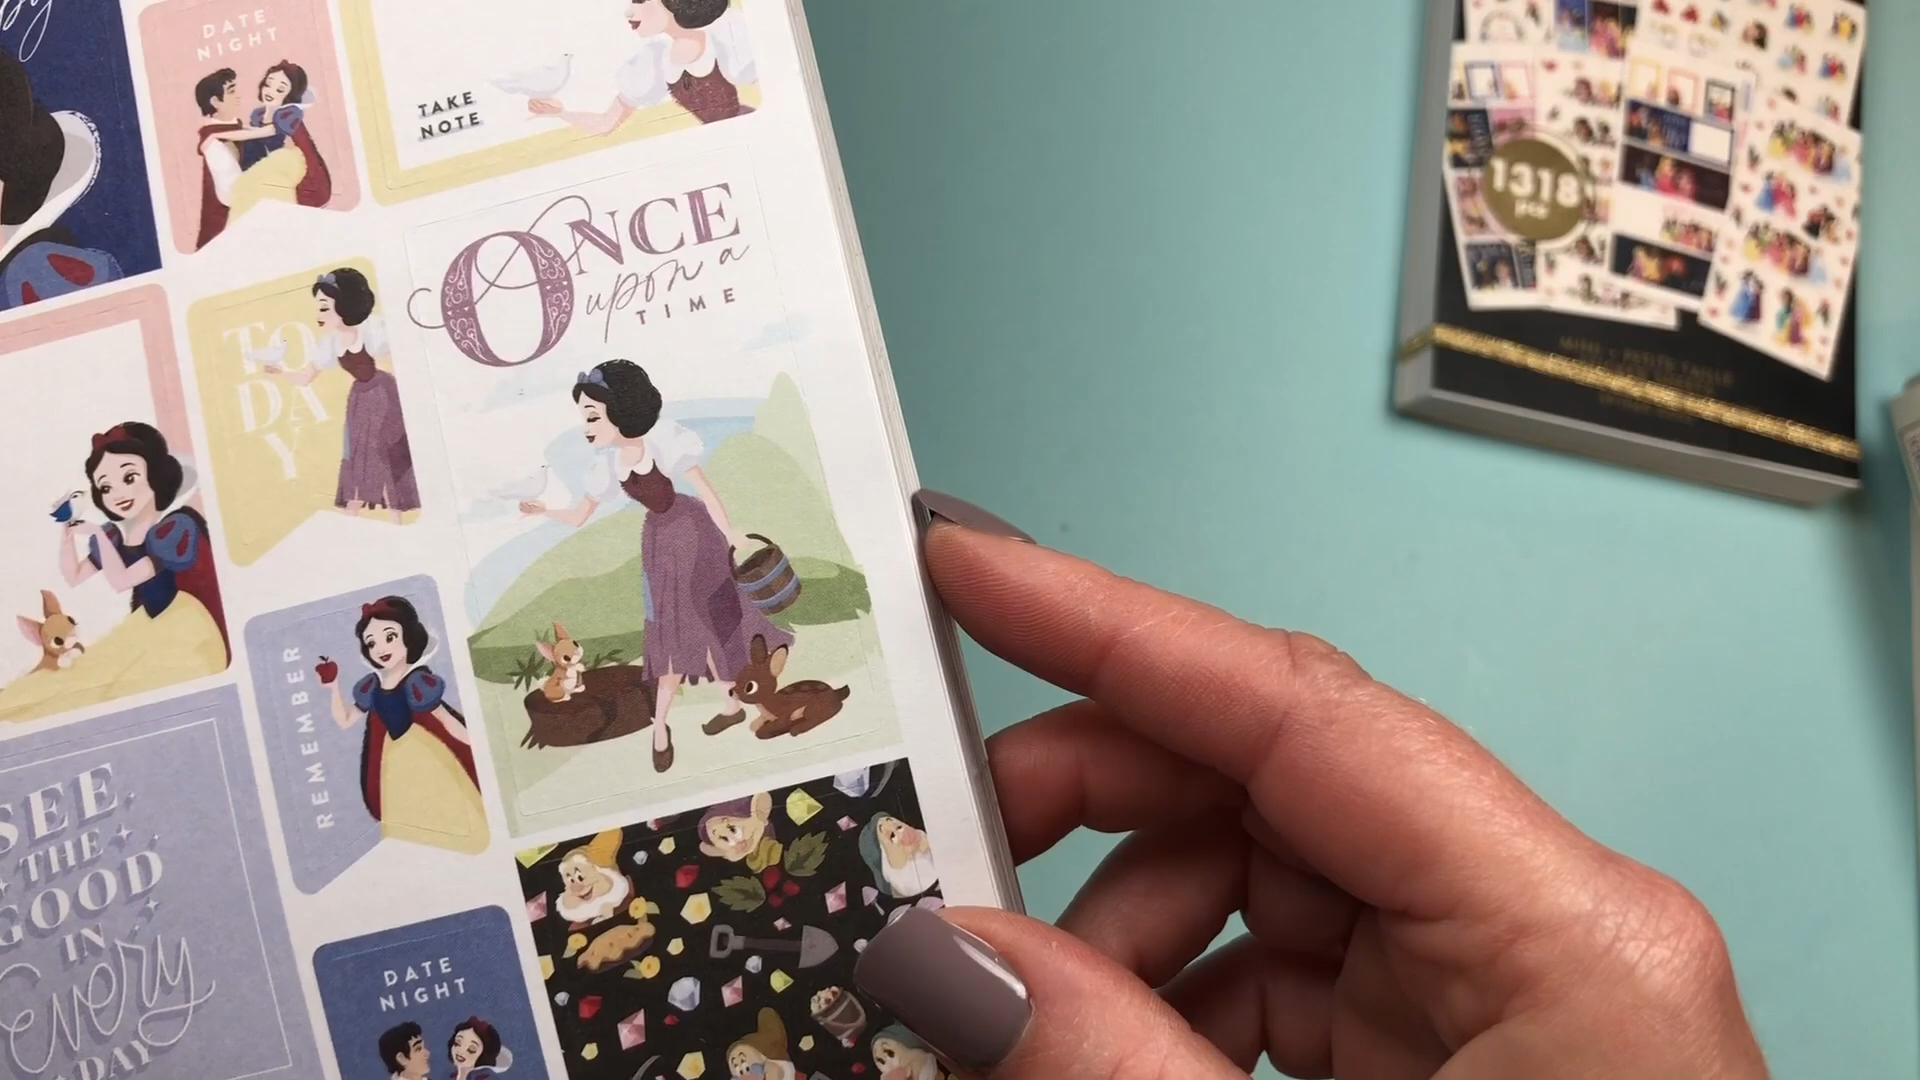 DATE
NIGHT
TAKE
NOTE
ONCE
upon a
TIME
TO
DA
Y
REMEMBER
SEE
THE
GOOD
IN
every
DAY
DATE
NIGHT
1318
pcs